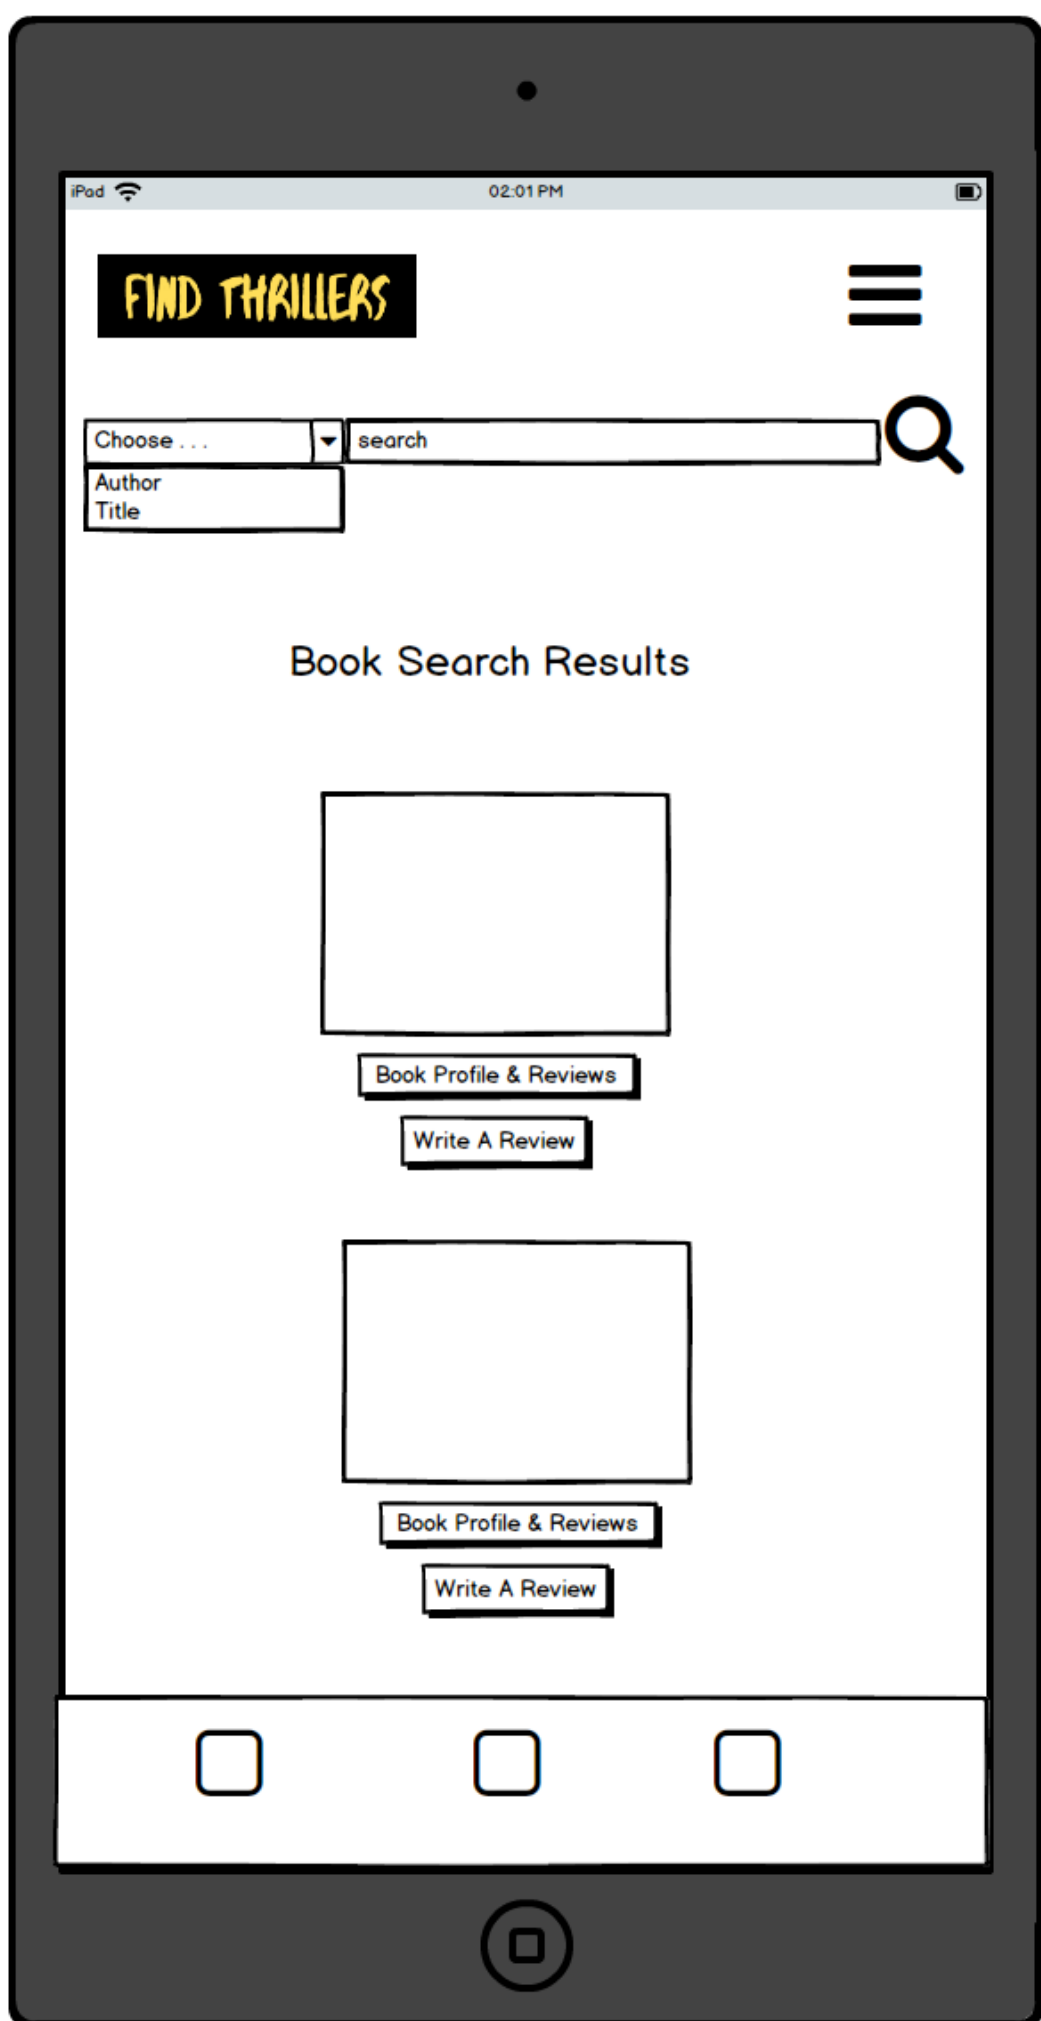 iPad 02:01 PM
FIND THRILLERS
Choose . . . search
Author
Title
Book Search Results
Book Profile & Reviews
Write A Review
Book Profile & Reviews
Write A Review